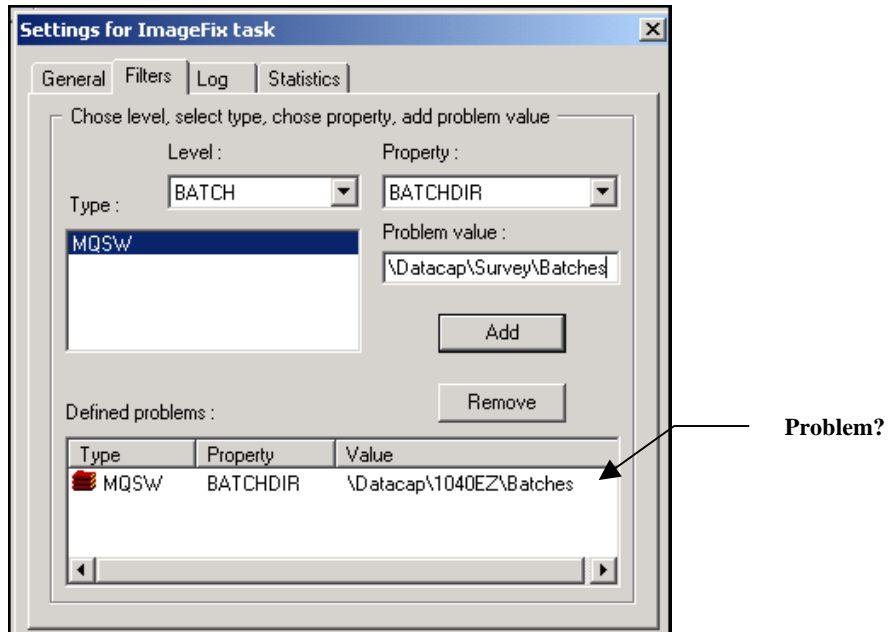 Settings for ImageFix task
General Filters Log Statistics
Chose level, select type, chose property, add problem value
Level : Property :
BATCH BATCHDIR
Type :
Problem value :
MQSW
\Datacap\Survey\Batches
Add
Remove
Defined problems :
Problem?
Type Property Value
MQSW BATCHDIR \Datacap\1040EZ\Batches